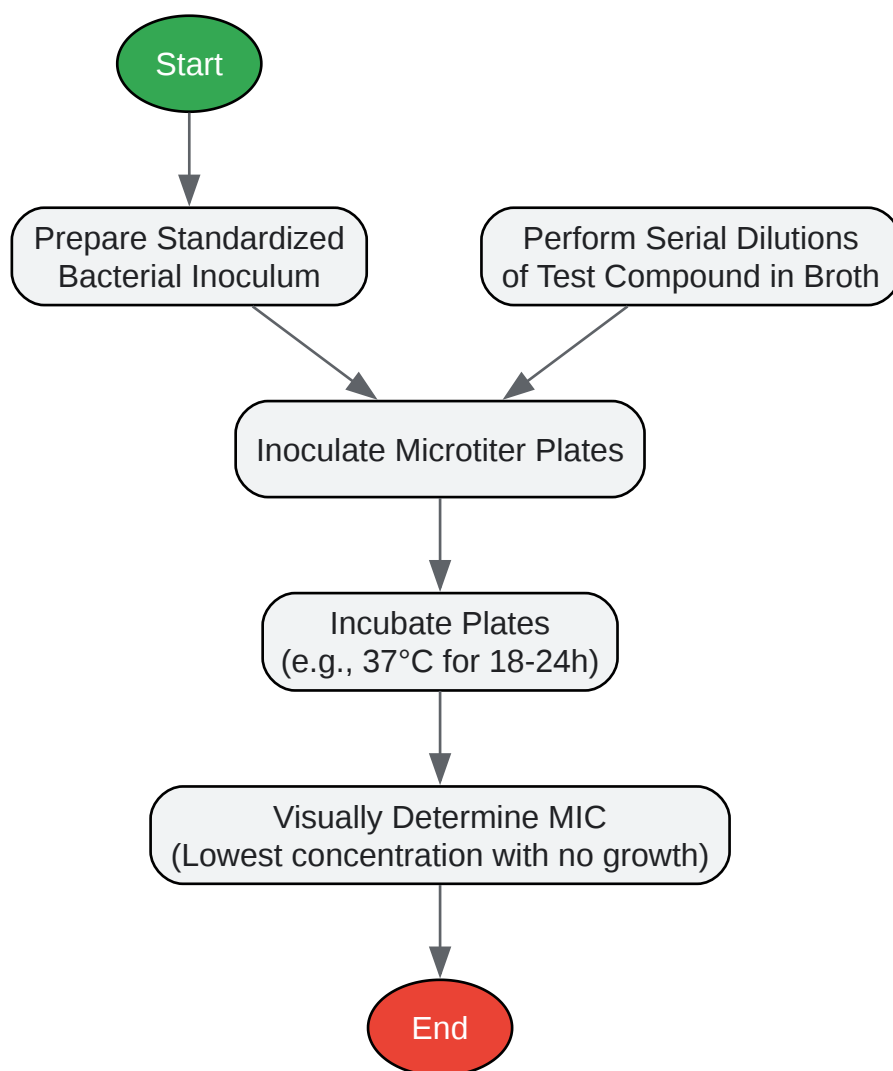 Start
Prepare Standardized
Bacterial Inoculum
Perform Serial Dilutions
of Test Compound in Broth
Inoculate Microtiter Plates
Incubate Plates
(e.g., 37°C for 18-24h)
Visually Determine MIC
(Lowest concentration with no growth)
End